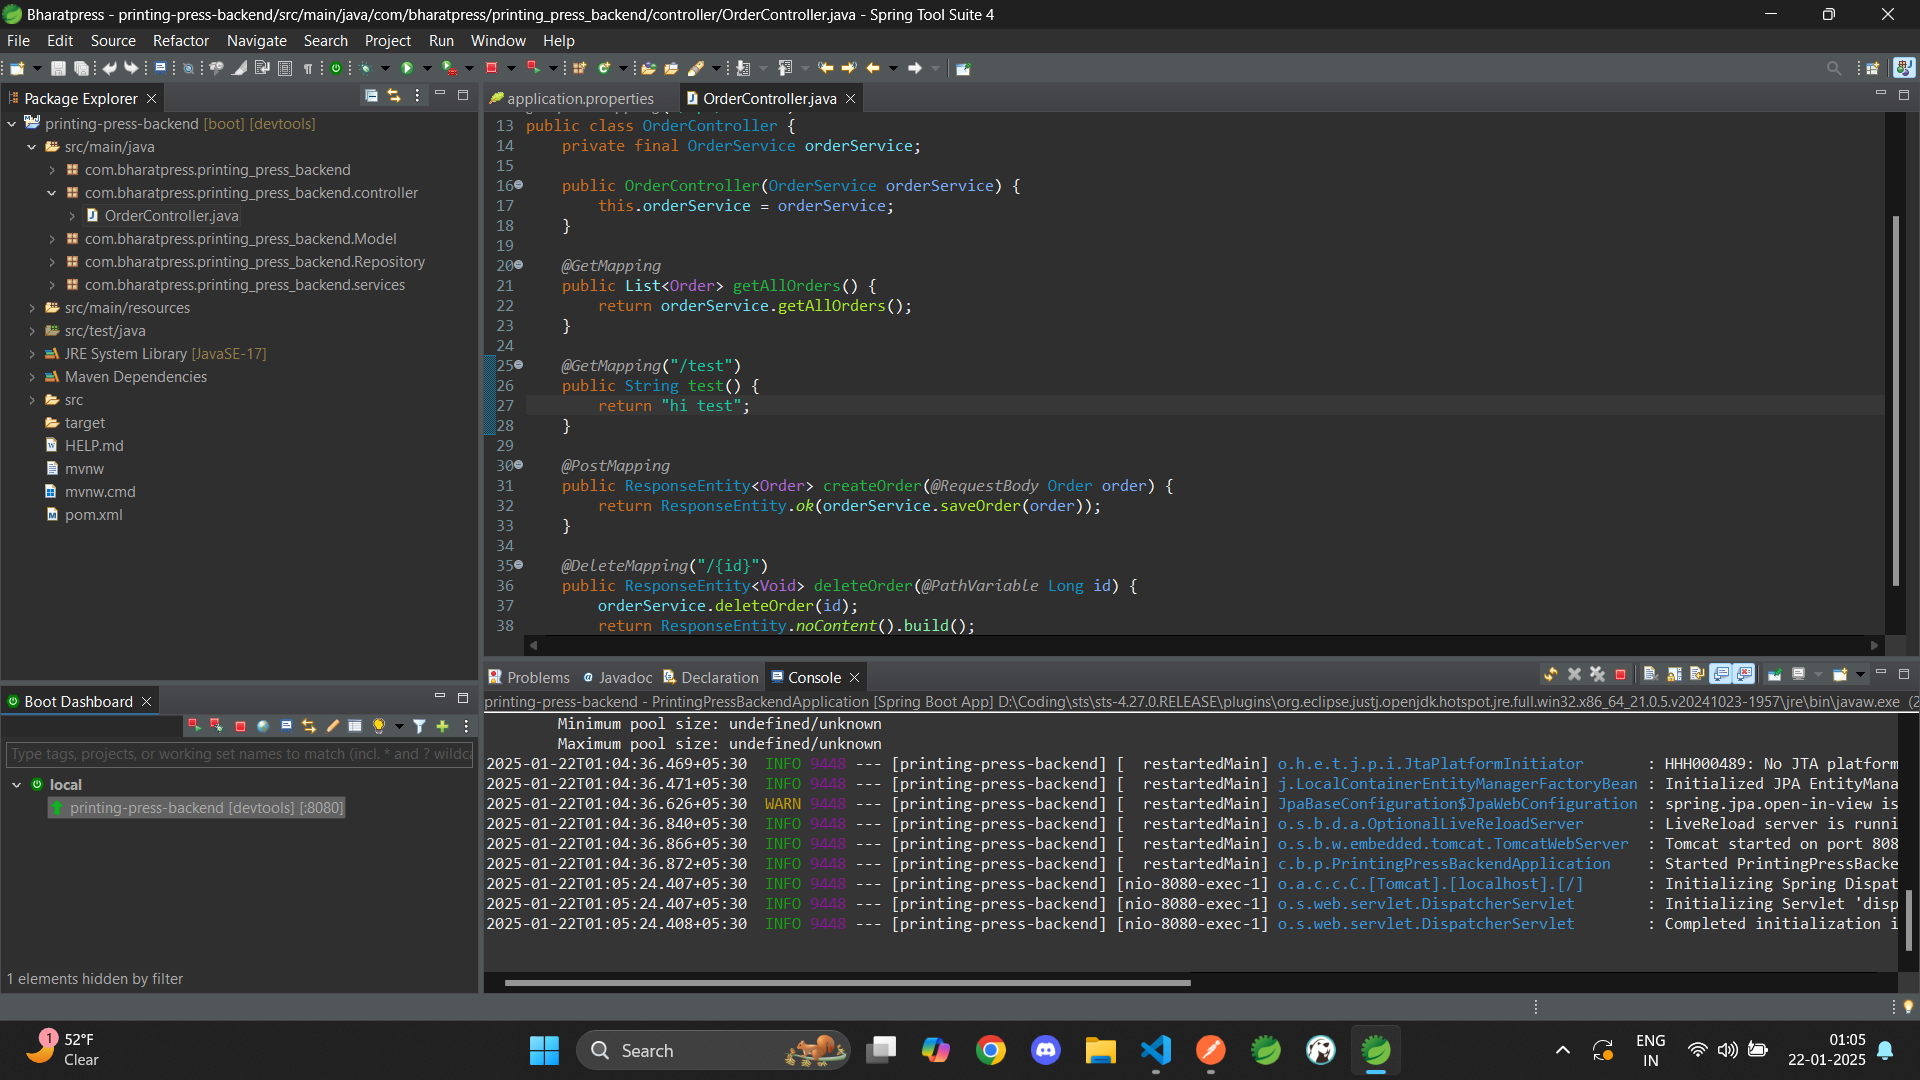 Bharatpress - printing-press-backend/src/main/java/com/bharatpress/printing_press_backend/controller/OrderController.java - Spring Tool Suite 4
File Edit Source Refactor Navigate Search Project Run Window Help
Package Explorer
printing-press-backend [boot] [devtools]
src/main/java
com.bharatpress.printing_press_backend
com.bharatpress.printing_press_backend.controller
OrderController.java
com.bharatpress.printing_press_backend.Model
com.bharatpress.printing_press_backend.Repository
com.bharatpress.printing_press_backend.services
src/main/resources
src/test/java
JRE System Library [JavaSE-17]
Maven Dependencies
src
target
HELP.md
mvnw
mvnw.cmd
pom.xml
application.properties OrderController.java
13 public class OrderController {
14 private final OrderService orderService;
15
16 public OrderController(OrderService orderService) {
17 this.orderService = orderService;
18 }
19
20 @GetMapping
21 public List<Order> getAllOrders() {
22 return orderService.getAllOrders();
23 }
24
25 @GetMapping("/test")
26 public String test() {
27 return "hi test";
28 }
29
30 @PostMapping
31 public ResponseEntity<Order> createOrder(@RequestBody Order order) {
32 return ResponseEntity.ok(orderService.saveOrder(order));
33 }
34
35 @DeleteMapping("/{id}")
36 public ResponseEntity<Void> deleteOrder(@PathVariable Long id) {
37 orderService.deleteOrder(id);
38 return ResponseEntity.noContent().build();
Boot Dashboard
Type tags, projects, or working set names to match (incl. * and ? wildca
local
printing-press-backend [devtools] [:8080]
1 elements hidden by filter
Problems Javadoc Declaration Console
printing-press-backend - PrintingPressBackendApplication [Spring Boot App] D:\Coding\sts\sts-4.27.0.RELEASE\plugins\org.eclipse.justj.openjdk.hotspot.jre.full.win32.x86_64_21.0.5.v20241023-1957\jre\bin\javaw.exe (2
Minimum pool size: undefined/unknown
Maximum pool size: undefined/unknown
2025-01-22T01:04:36.469+05:30 INFO 9448 --- [printing-press-backend] [ restartedMain] o.h.e.t.j.p.i.JtaPlatformInitiator : HHH000489: No JTA platform
2025-01-22T01:04:36.471+05:30 INFO 9448 --- [printing-press-backend] [ restartedMain] j.LocalContainerEntityManagerFactoryBean : Initialized JPA EntityMana
2025-01-22T01:04:36.626+05:30 WARN 9448 --- [printing-press-backend] [ restartedMain] JpaBaseConfiguration$JpaWebConfiguration : spring.jpa.open-in-view is
2025-01-22T01:04:36.840+05:30 INFO 9448 --- [printing-press-backend] [ restartedMain] o.s.b.d.a.OptionalLiveReloadServer : LiveReload server is runni
2025-01-22T01:04:36.866+05:30 INFO 9448 --- [printing-press-backend] [ restartedMain] o.s.b.w.embedded.tomcat.TomcatWebServer : Tomcat started on port 808
2025-01-22T01:04:36.872+05:30 INFO 9448 --- [printing-press-backend] [ restartedMain] c.b.p.PrintingPressBackendApplication : Started PrintingPressBacke
2025-01-22T01:05:24.407+05:30 INFO 9448 --- [printing-press-backend] [nio-8080-exec-1] o.a.c.c.C.[Tomcat].[localhost].[/] : Initializing Spring Dispat
2025-01-22T01:05:24.407+05:30 INFO 9448 --- [printing-press-backend] [nio-8080-exec-1] o.s.web.servlet.DispatcherServlet : Initializing Servlet 'disp
2025-01-22T01:05:24.408+05:30 INFO 9448 --- [printing-press-backend] [nio-8080-exec-1] o.s.web.servlet.DispatcherServlet : Completed initialization i
1
52°F
Clear
Search
ENG
IN
01:05
22-01-2025